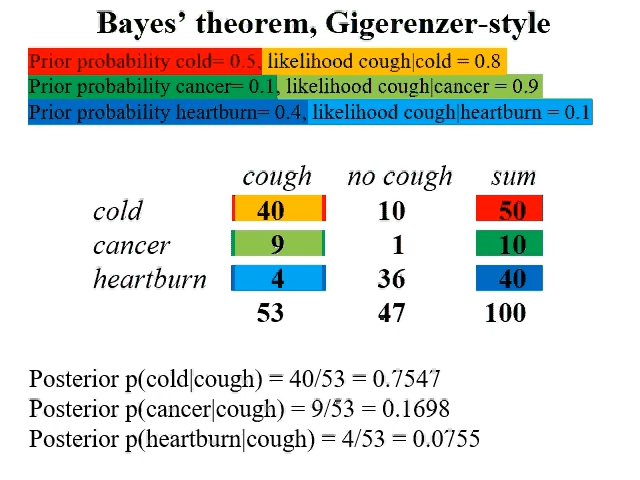 Bayes’ theorem, Gigerenzer-style
Prior probability cold= 0.5, likelihood cough|cold = 0.8
Prior probability cancer= 0.1, likelihood cough|cancer = 0.9
Prior probability heartburn= 0.4, likelihood cough|heartburn = 0.1
cough no cough sum
cold 40 10 50
cancer 9 1 10
heartburn 4 36 40
53 47 100
Posterior p(cold|cough) = 40/53 = 0.7547
Posterior p(cancer|cough) = 9/53 = 0.1698
Posterior p(heartburn|cough) = 4/53 = 0.0755